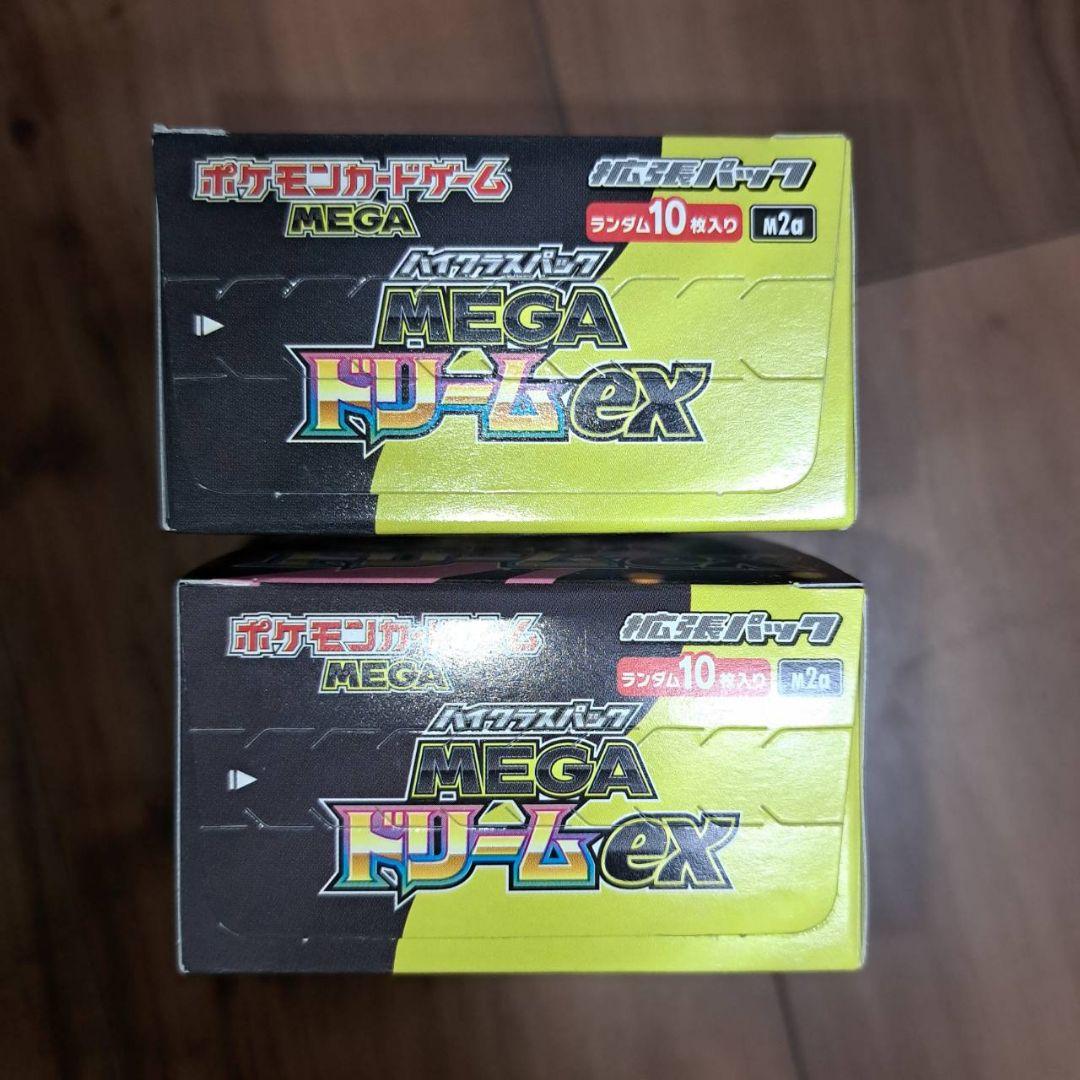 ポケモンカードゲーム
MEGA
拡張パック
ランダム10枚入り
M2a
ハイクラスパック
MEGA
ドリームex
ポケモンカードゲーム
MEGA
拡張パック
ランダム10枚入り
M2a
ハイクラスパック
MEGA
ドリームex